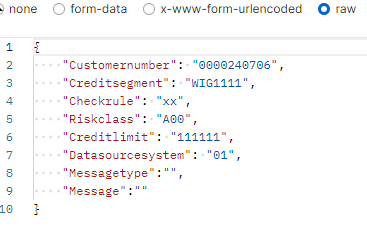 none form-data x-www-form-urlencoded raw
1 {
2 "Customernumber": "0000240706",
3 "Creditsegment": "WIG1111",
4 "Checkrule": "xx",
5 "Riskclass": "A00",
6 "Creditlimit": "111111",
7 "Datasourcesystem": "01",
8 "Messagetype":"",
9 "Message":""
10 }